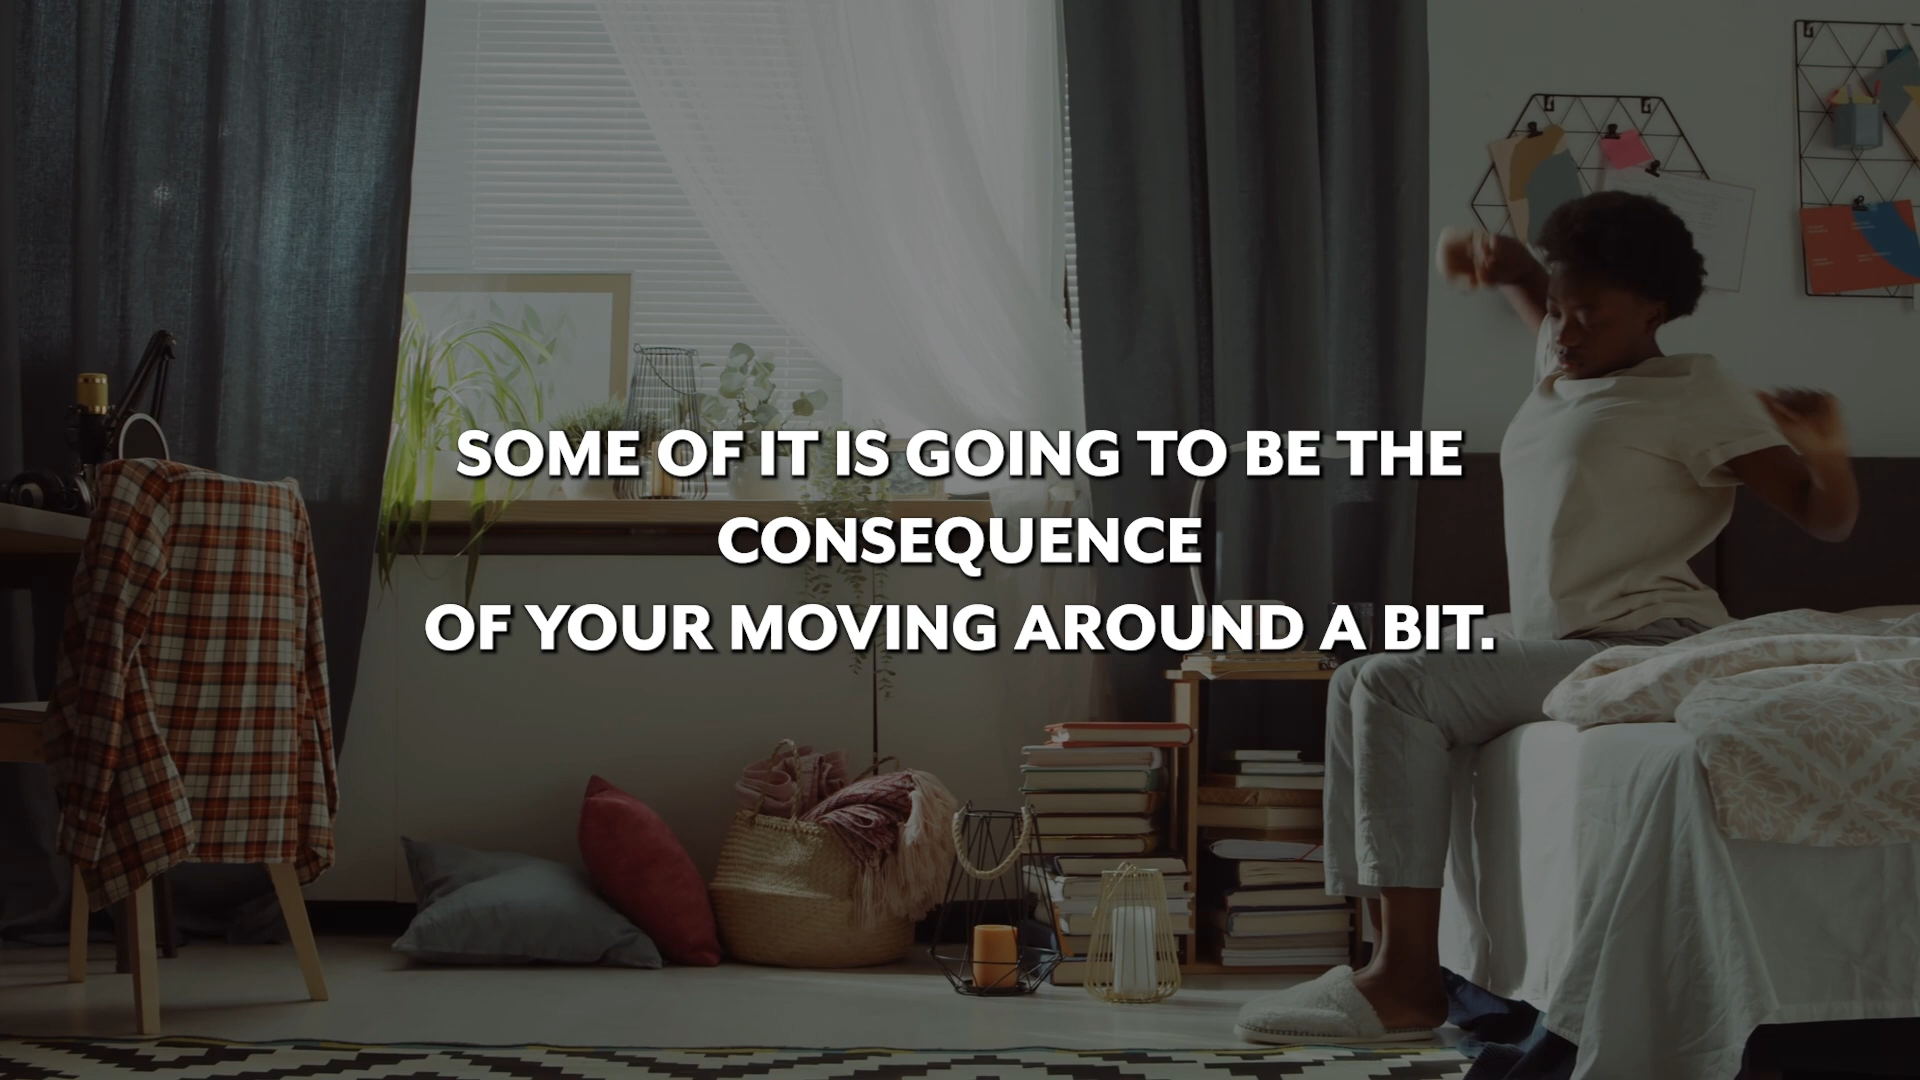 SOME OF IT IS GOING TO BE THE
CONSEQUENCE
OF YOUR MOVING AROUND A BIT.